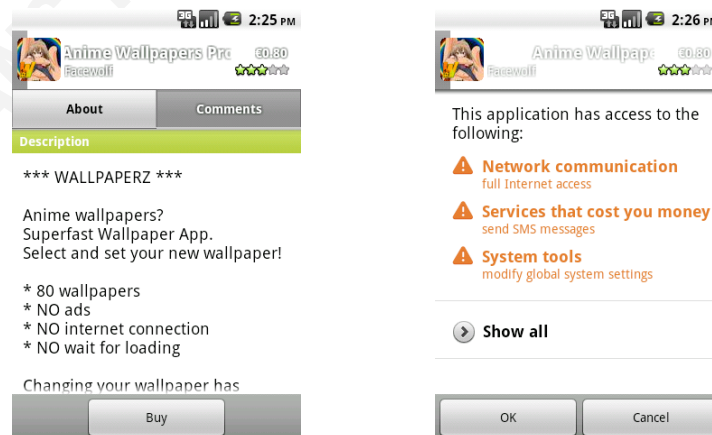 3G 2:25 PM
Anime Wallpapers Pro £0.80
Facewolf
About Comments
Description
*** WALLPAPERZ ***
Anime wallpapers?
Superfast Wallpaper App.
Select and set your new wallpaper!
* 80 wallpapers
* NO ads
* NO internet connection
* NO wait for loading
Changing your wallpaper has
Buy
3G 2:26 PM
Anime Wallpap £0.80
Facewolf
This application has access to the
following:
Network communication
full Internet access
Services that cost you money
send SMS messages
System tools
modify global system settings
Show all
OK Cancel